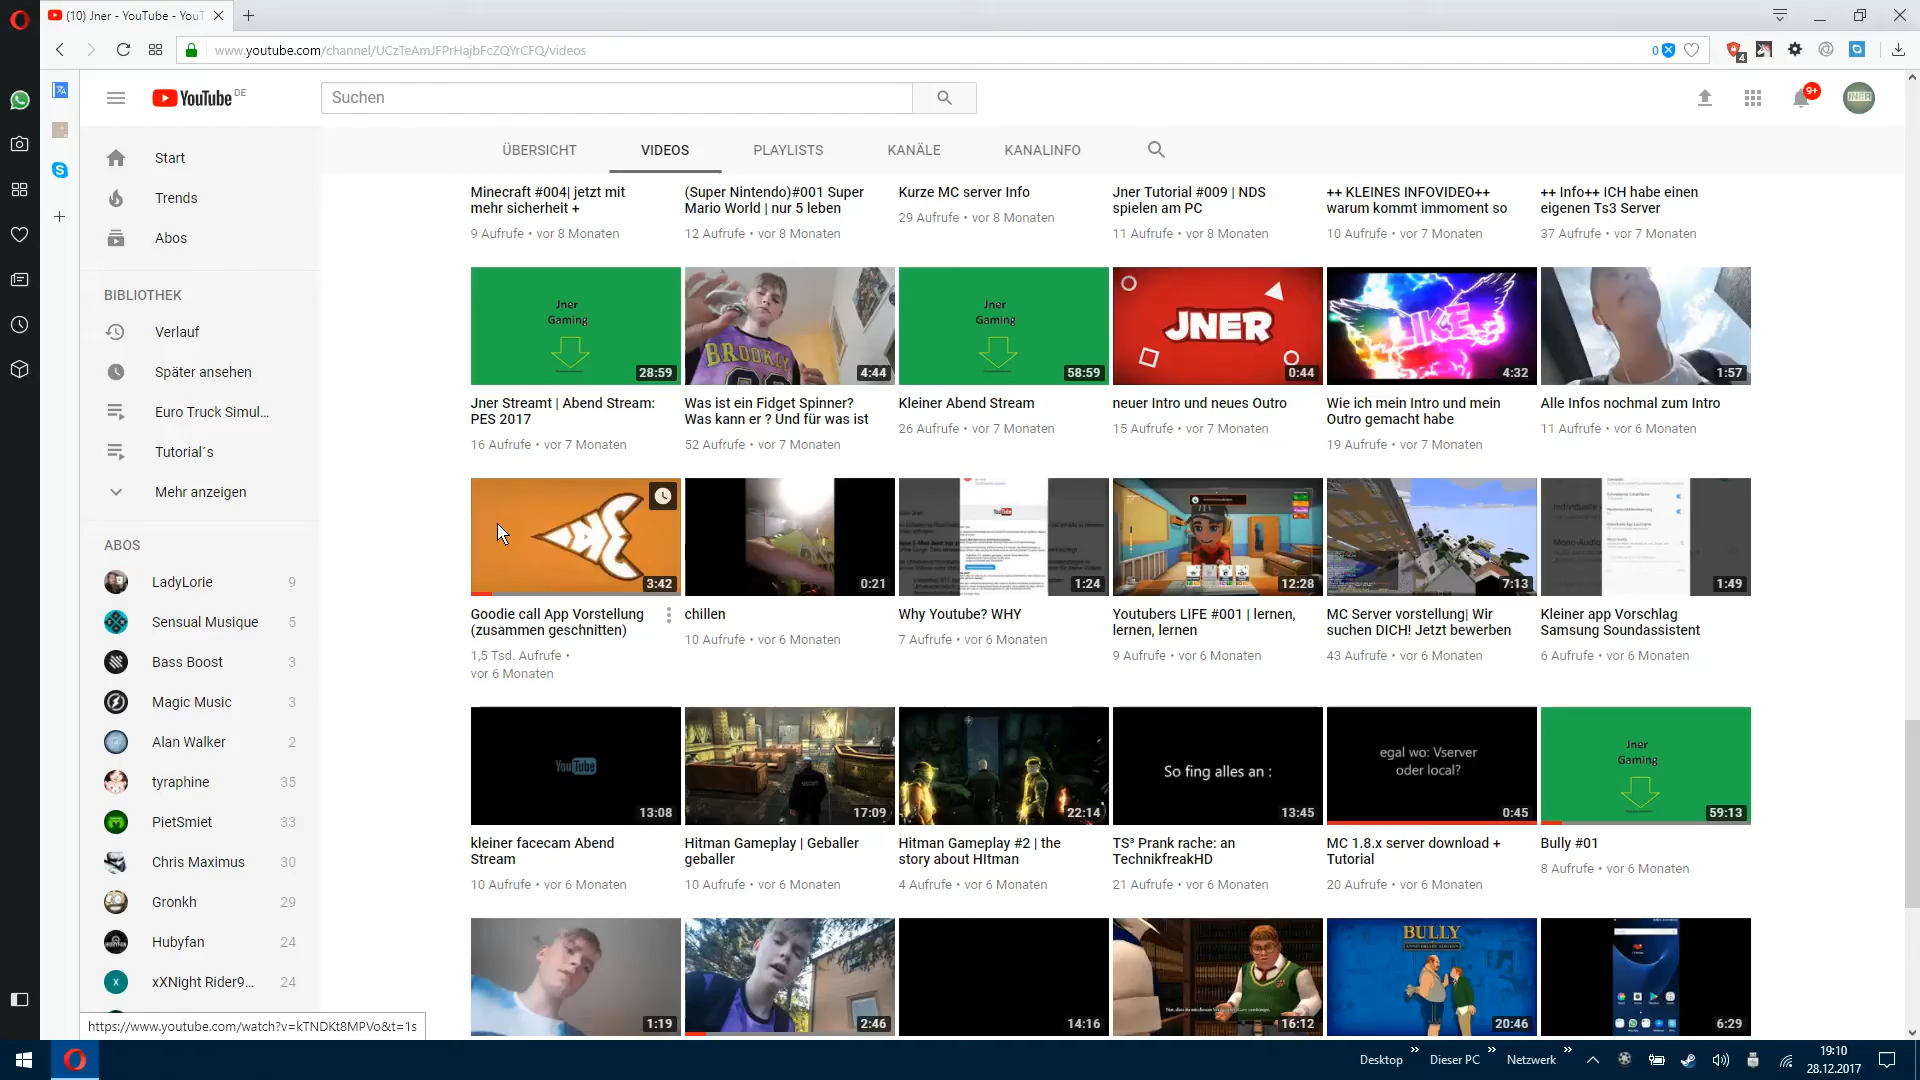 (10) Jner - YouTube - YouT
www.youtube.com/channel/UCzTeAmJFPrHajbFcZQYrCFQ/videos
0
4
YouTube DE
Suchen
9+
JNER
ÜBERSICHT
VIDEOS
PLAYLISTS
KANÄLE
KANALINFO
Start
Trends
Abos
BIBLIOTHEK
Verlauf
Später ansehen
Euro Truck Simul...
Tutorial´s
Mehr anzeigen
ABOS
LadyLorie 9
Sensual Musique 5
Bass Boost 3
Magic Music 3
Alan Walker 2
tyraphine 35
PietSmiet 33
Chris Maximus 30
Gronkh 29
Hubyfan 24
x xXNight Rider9... 24
Minecraft #004| jetzt mit
mehr sicherheit +
9 Aufrufe • vor 8 Monaten
(Super Nintendo)#001 Super
Mario World | nur 5 leben
12 Aufrufe • vor 8 Monaten
Kurze MC server Info
29 Aufrufe • vor 8 Monaten
Jner Tutorial #009 | NDS
spielen am PC
11 Aufrufe • vor 8 Monaten
++ KLEINES INFOVIDEO++
warum kommt immoment so
10 Aufrufe • vor 7 Monaten
++ Info++ ICH habe einen
eigenen Ts3 Server
37 Aufrufe • vor 7 Monaten
Jner
Gaming
28:59
Jner Streamt | Abend Stream:
PES 2017
16 Aufrufe • vor 7 Monaten
BROOKLY
4:44
Was ist ein Fidget Spinner?
Was kann er ? Und für was ist
52 Aufrufe • vor 7 Monaten
Jner
Gaming
58:59
Kleiner Abend Stream
26 Aufrufe • vor 7 Monaten
JNER
0:44
neuer Intro und neues Outro
15 Aufrufe • vor 7 Monaten
LIKE
4:32
Wie ich mein Intro und mein
Outro gemacht habe
19 Aufrufe • vor 7 Monaten
1:57
Alle Infos nochmal zum Intro
11 Aufrufe • vor 6 Monaten
3:42
Goodie call App Vorstellung
(zusammen geschnitten)
1,5 Tsd. Aufrufe •
vor 6 Monaten
0:21
chillen
10 Aufrufe • vor 6 Monaten
YouTube
1:24
Why Youtube? WHY
7 Aufrufe • vor 6 Monaten
12:28
Youtubers LIFE #001 | lernen,
lernen, lernen
9 Aufrufe • vor 6 Monaten
7:13
MC Server vorstellung| Wir
suchen DICH! Jetzt bewerben
43 Aufrufe • vor 6 Monaten
1:49
Kleiner app Vorschlag
Samsung Soundassistent
6 Aufrufe • vor 6 Monaten
YouTube
13:08
kleiner facecam Abend
Stream
10 Aufrufe • vor 6 Monaten
17:09
Hitman Gameplay | Geballer
geballer
10 Aufrufe • vor 6 Monaten
22:14
Hitman Gameplay #2 | the
story about HItman
4 Aufrufe • vor 6 Monaten
So fing alles an :
13:45
TS³ Prank rache: an
TechnikfreakHD
21 Aufrufe • vor 6 Monaten
egal wo: Vserver
oder local?
0:45
MC 1.8.x server download +
Tutorial
20 Aufrufe • vor 6 Monaten
Jner
Gaming
59:13
Bully #01
8 Aufrufe • vor 6 Monaten
1:19
2:46
14:16
16:12
BULLY
20:46
6:29
https://www.youtube.com/watch?v=kTNDKt8MPVo&t=1s
Desktop
Dieser PC
Netzwerk
19:10
28.12.2017